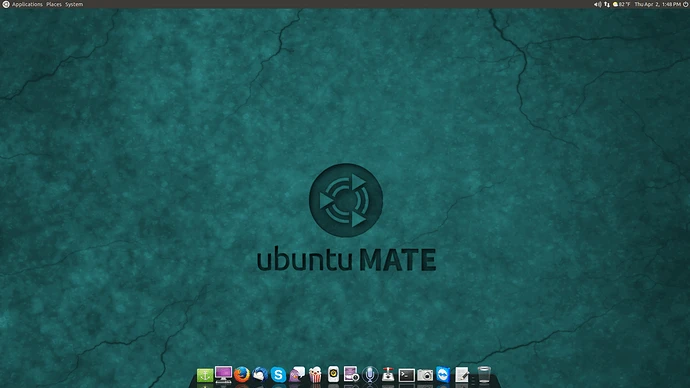 Applications Places System
82 °F Thu Apr 2, 1:48 PM
ubuntu MATE